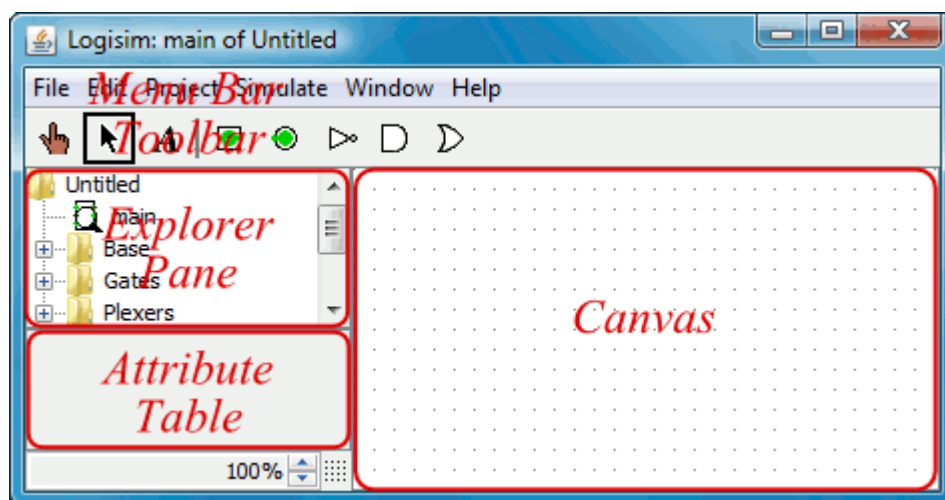 Logisim: main of Untitled
File Edit Project Simulate Window Help
Menu Bar
Toolbar
A
Untitled
main
Base
Gates
Plexers
Explorer
Pane
Canvas
Attribute
Table
100%